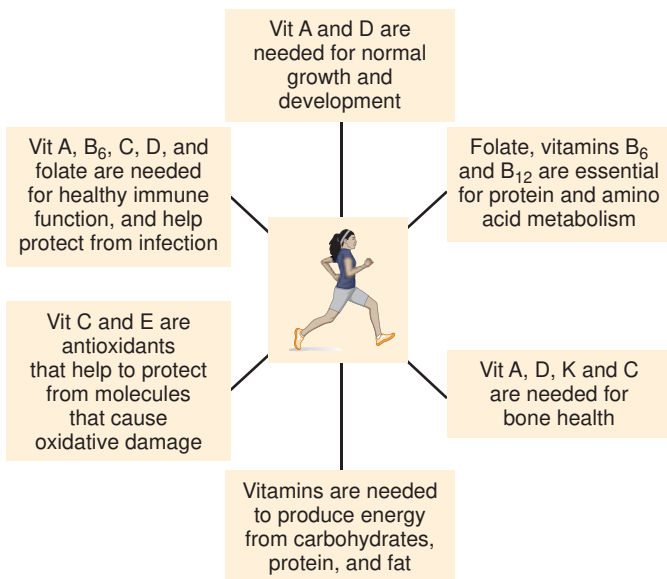 Vit A and D are
needed for normal
growth and
development
Vit A, B₆, C, D, and
folate are needed
for healthy immune
function, and help
protect from infection
Folate, vitamins B₆
and B₁₂ are essential
for protein and amino
acid metabolism
Vit C and E are
antioxidants
that help to protect
from molecules
that cause
oxidative damage
Vit A, D, K and C
are needed for
bone health
Vitamins are needed
to produce energy
from carbohydrates,
protein, and fat